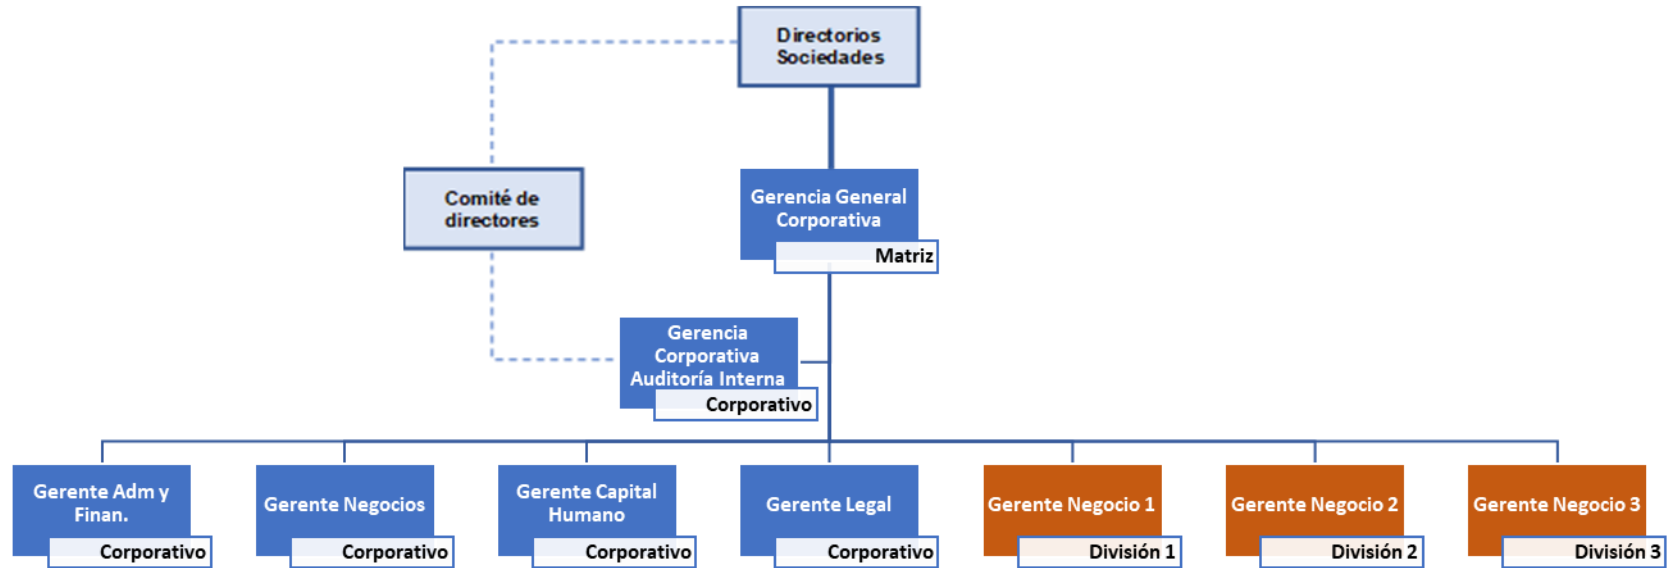 Directorios
Sociedades
Comité de
directores
Gerencia General
Corporativa
Matriz
Gerencia
Corporativa
Auditoría Interna
Corporativo
Gerente Adm y
Finan.
Corporativo
Gerente Negocios
Corporativo
Gerente Capital
Humano
Corporativo
Gerente Legal
Corporativo
Gerente Negocio 1
División 1
Gerente Negocio 2
División 2
Gerente Negocio 3
División 3